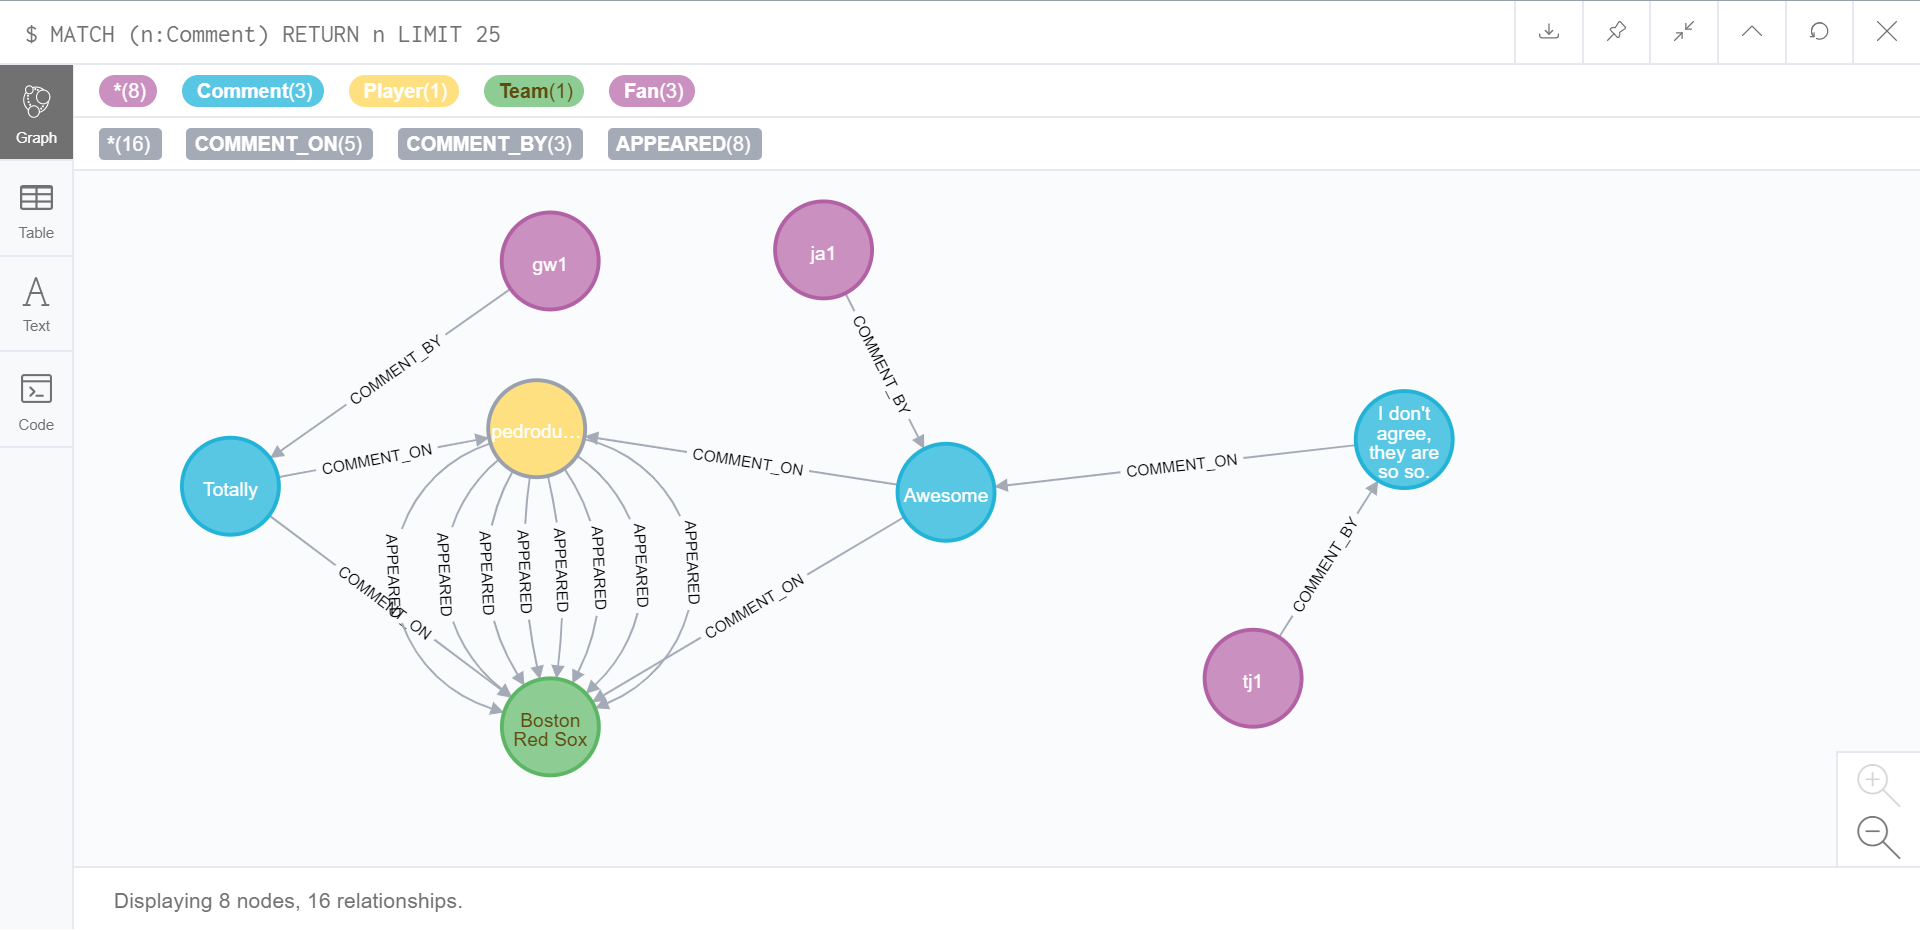 $ MATCH (n:Comment) RETURN n LIMIT 25
*(8) Comment(3) Player(1) Team(1) Fan(3)
*(16) COMMENT_ON(5) COMMENT_BY(3) APPEARED(8)
Graph
Table
Text
Code
gw1
ja1
COMMENT_BY
COMMENT_BY
pedrodu…
COMMENT_ON
COMMENT_ON
COMMENT_ON
I don't
agree,
they are
so so.
Totally
Awesome
COMMENT_BY
APPEARED
APPEARED
APPEARED
APPEARED
APPEARED
APPEARED
APPEARED
APPEARED
COMMENT_ON
COMMENT_ON
tj1
Boston
Red Sox
Displaying 8 nodes, 16 relationships.